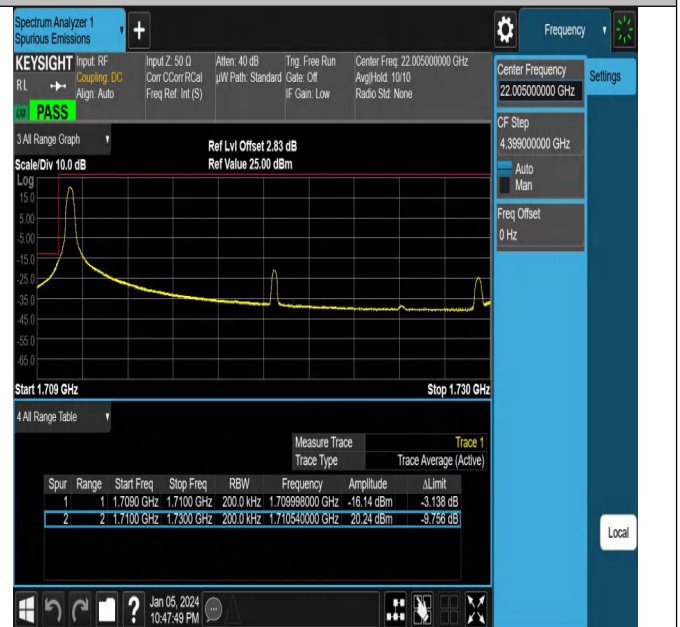 Spectrum Analyzer 1
Spurious Emissions
+
Frequency
KEYSIGHT Input: RF Input Z: 50 Ω Atten: 40 dB Trig: Free Run Center Freq: 22.005000000 GHz
RL Coupling: DC Corr CCorr RCal µW Path: Standard Gate: Off Avg|Hold: 10/10
Align: Auto Freq Ref: Int (S) IF Gain: Low Radio Std: None
PASS
Center Frequency
22.005000000 GHz
Settings
CF Step
4.399000000 GHz
Auto
Man
Freq Offset
0 Hz
3 All Range Graph
Ref Lvl Offset 2.83 dB
Scale/Div 10.0 dB Ref Value 25.00 dBm
Log
15.0
5.00
-5.00
-15.0
-25.0
-35.0
-45.0
-55.0
-65.0
Start 1.709 GHz Stop 1.730 GHz
4 All Range Table
Measure Trace Trace 1
Trace Type Trace Average (Active)
Spur Range Start Freq Stop Freq RBW Frequency Amplitude ΔLimit
1 1 1.7090 GHz 1.7100 GHz 200.0 kHz 1.709998000 GHz -16.14 dBm -3.138 dB
2 2 1.7100 GHz 1.7300 GHz 200.0 kHz 1.710540000 GHz 20.24 dBm -9.756 dB
Local
? Jan 05, 2024
10:47:49 PM